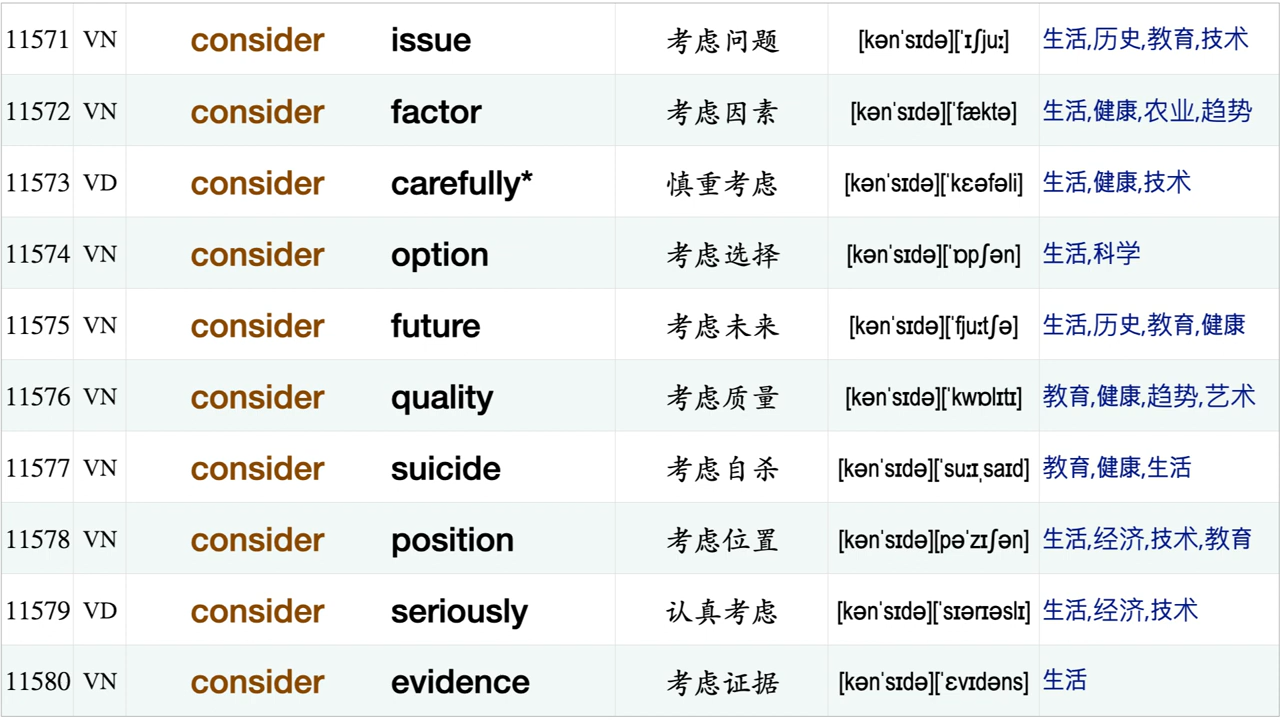 11571 VN consider issue 考虑问题 [kənˈsɪdə][ˈɪʃjuː] 生活,历史,教育,技术
11572 VN consider factor 考虑因素 [kənˈsɪdə][ˈfæktə] 生活,健康,农业,趋势
11573 VD consider carefully* 慎重考虑 [kənˈsɪdə][ˈkɛəfəli] 生活,健康,技术
11574 VN consider option 考虑选择 [kənˈsɪdə][ˈɒpʃən] 生活,科学
11575 VN consider future 考虑未来 [kənˈsɪdə][ˈfjuːtʃə] 生活,历史,教育,健康
11576 VN consider quality 考虑质量 [kənˈsɪdə][ˈkwɒlɪtɪ] 教育,健康,趋势,艺术
11577 VN consider suicide 考虑自杀 [kənˈsɪdə][ˈsuːɪˌsaɪd] 教育,健康,生活
11578 VN consider position 考虑位置 [kənˈsɪdə][pəˈzɪʃən] 生活,经济,技术,教育
11579 VD consider seriously 认真考虑 [kənˈsɪdə][ˈsɪərɪəslɪ] 生活,经济,技术
11580 VN consider evidence 考虑证据 [kənˈsɪdə][ˈɛvɪdəns] 生活